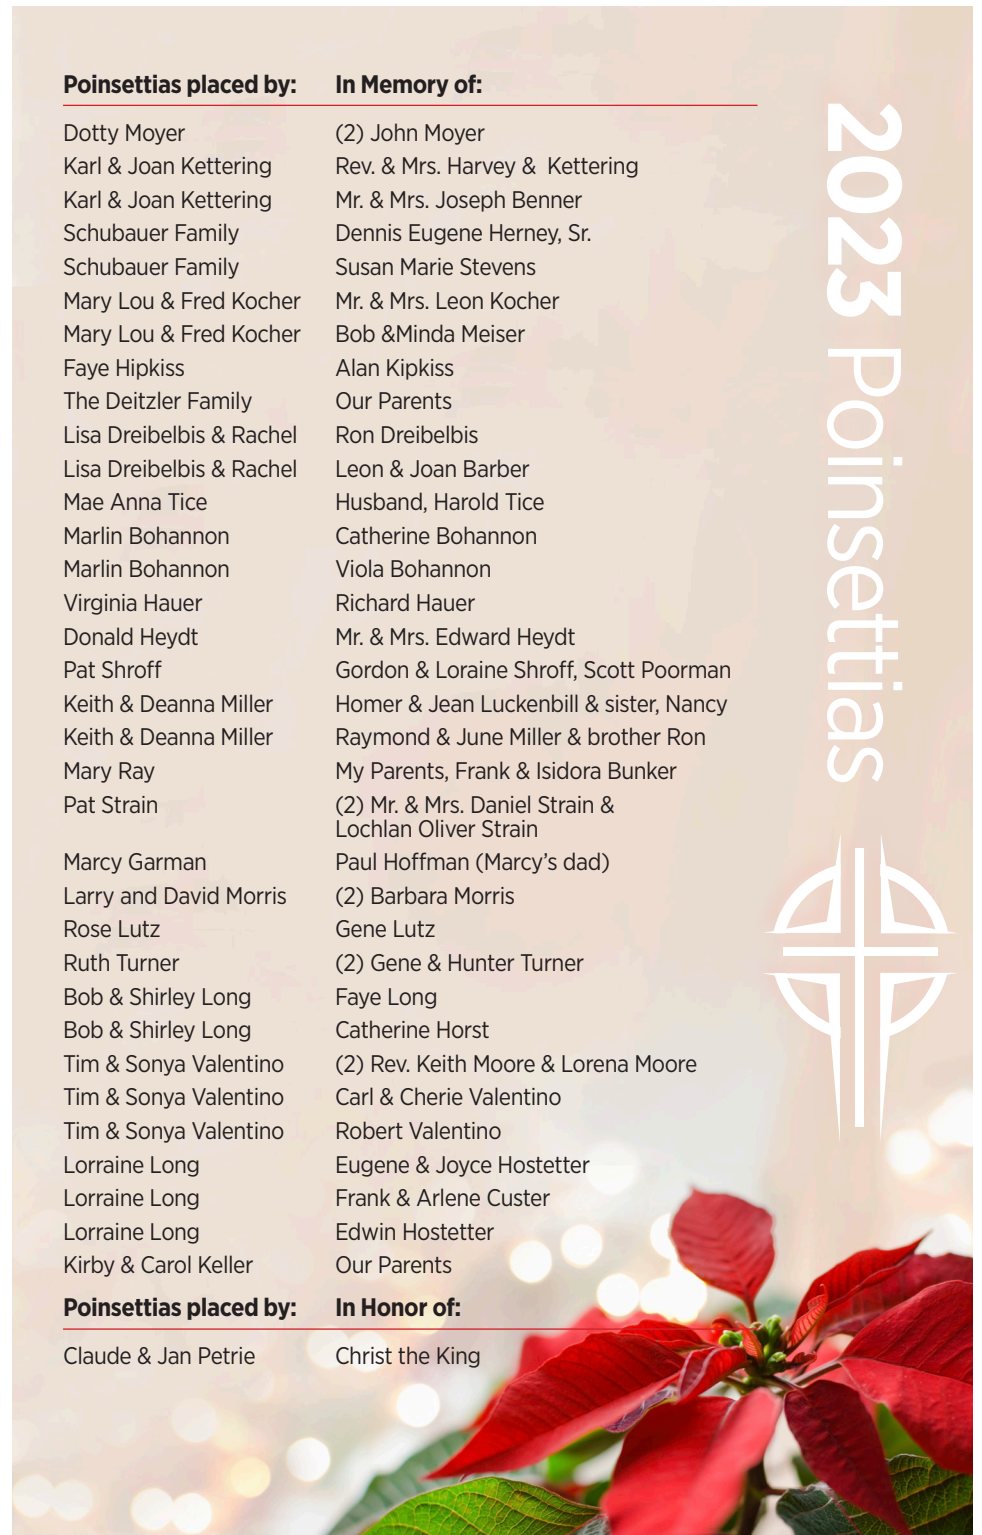 Poinsettias placed by: In Memory of:
Dotty Moyer (2) John Moyer
Karl & Joan Kettering Rev. & Mrs. Harvey &  Kettering
Karl & Joan Kettering Mr. & Mrs. Joseph Benner
Schubauer Family Dennis Eugene Herney, Sr.
Schubauer Family Susan Marie Stevens
Mary Lou & Fred Kocher Mr. & Mrs. Leon Kocher
Mary Lou & Fred Kocher Bob &Minda Meiser
Faye Hipkiss Alan Kipkiss
The Deitzler Family Our Parents
Lisa Dreibelbis & Rachel Ron Dreibelbis
Lisa Dreibelbis & Rachel Leon & Joan Barber
Mae Anna Tice Husband, Harold Tice
Marlin Bohannon Catherine Bohannon
Marlin Bohannon Viola Bohannon
Virginia Hauer Richard Hauer
Donald Heydt Mr. & Mrs. Edward Heydt
Pat Shroff Gordon & Loraine Shroff, Scott Poorman
Keith & Deanna Miller Homer & Jean Luckenbill & sister, Nancy
Keith & Deanna Miller Raymond & June Miller & brother Ron
Mary Ray My Parents, Frank & Isidora Bunker
Pat Strain (2) Mr. & Mrs. Daniel Strain &
Lochlan Oliver Strain
Marcy Garman Paul Hoffman (Marcy’s dad)
Larry and David Morris (2) Barbara Morris
Rose Lutz Gene Lutz
Ruth Turner (2) Gene & Hunter Turner
Bob & Shirley Long Faye Long
Bob & Shirley Long Catherine Horst
Tim & Sonya Valentino (2) Rev. Keith Moore & Lorena Moore
Tim & Sonya Valentino Carl & Cherie Valentino
Tim & Sonya Valentino Robert Valentino
Lorraine Long Eugene & Joyce Hostetter
Lorraine Long Frank & Arlene Custer
Lorraine Long Edwin Hostetter
Kirby & Carol Keller Our Parents
Poinsettias placed by: In Honor of:
Claude & Jan Petrie Christ the King
2023 Poinsettias